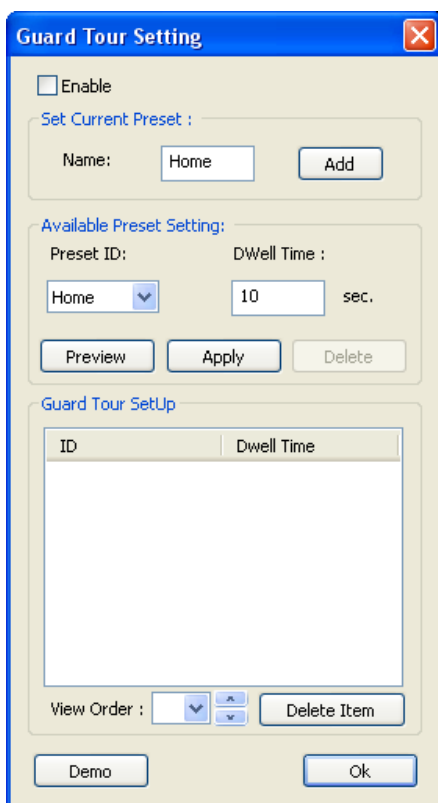 Guard Tour Setting
Enable
Set Current Preset :
Name: Home Add
Available Preset Setting:
Preset ID: DWell Time :
Home 10 sec.
Preview Apply Delete
Guard Tour SetUp
ID Dwell Time
View Order : Delete Item
Demo Ok